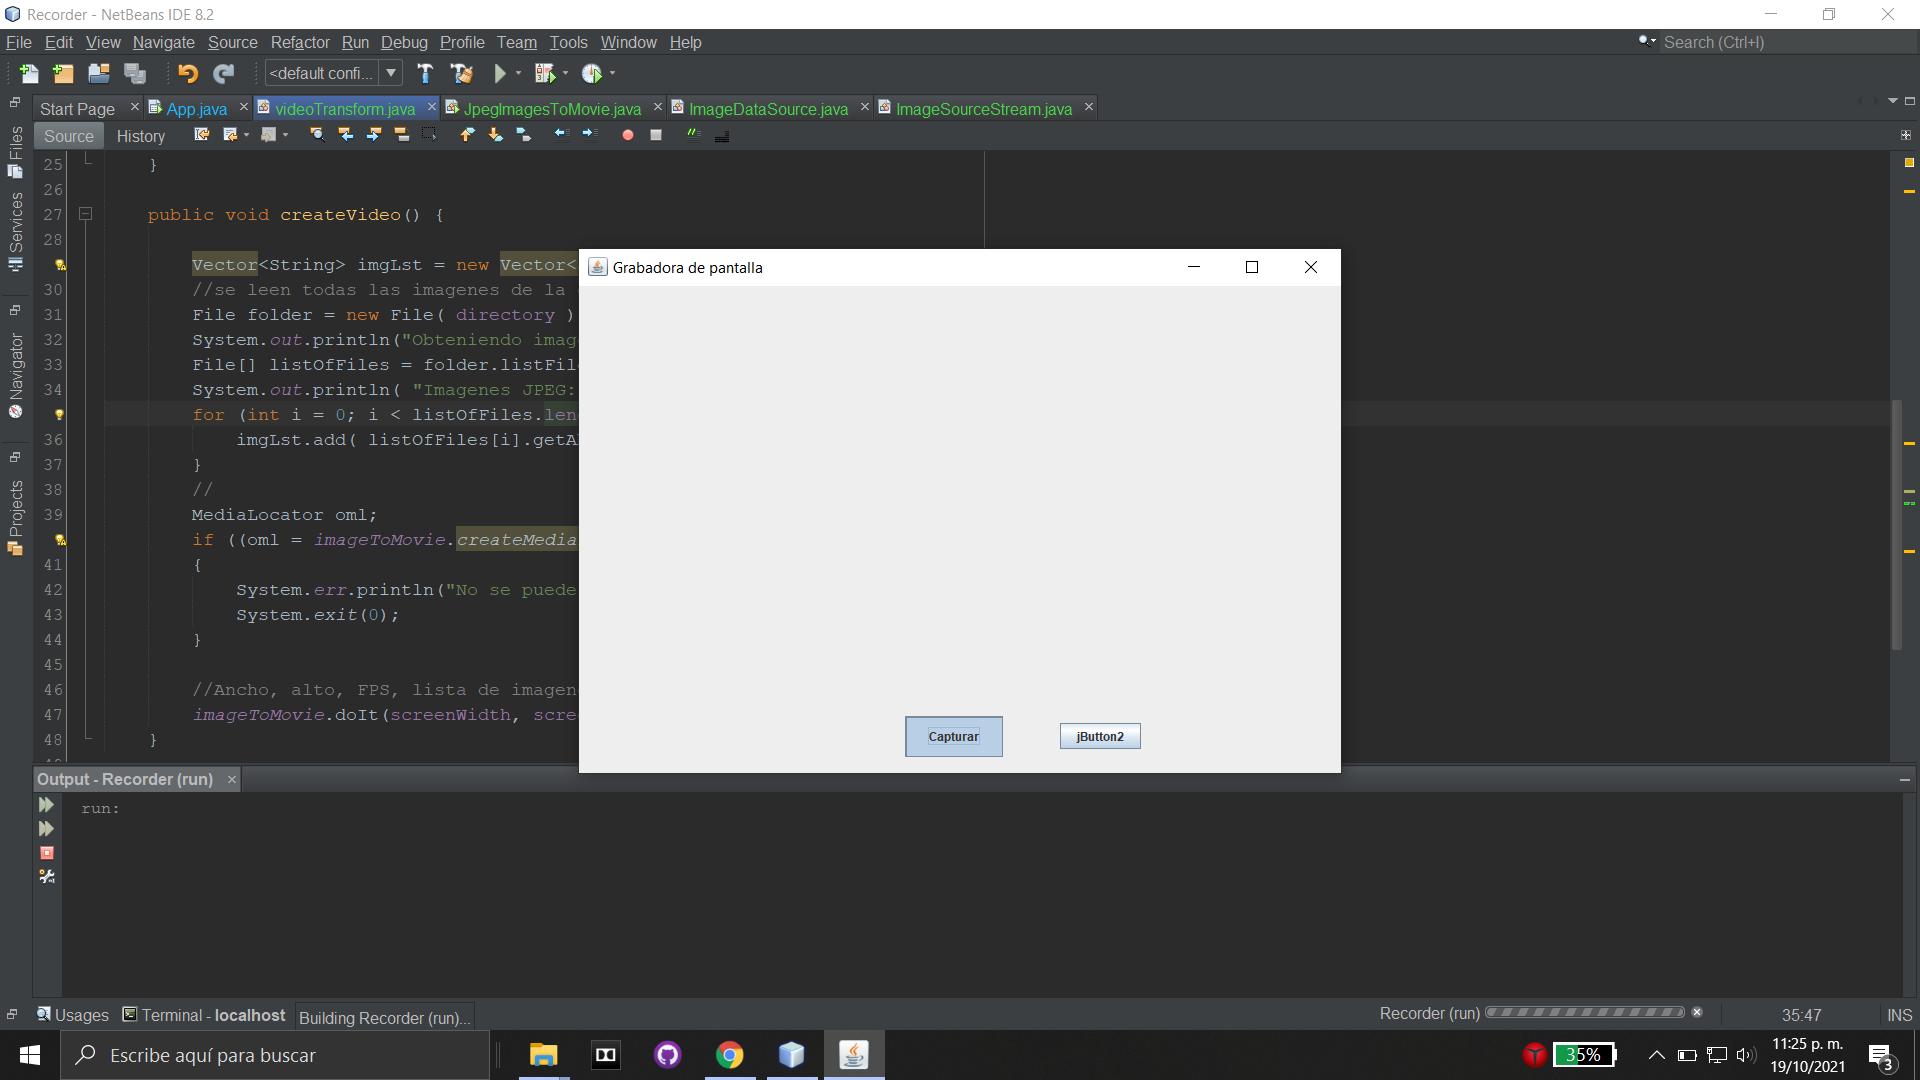 Recorder - NetBeans IDE 8.2
File Edit View Navigate Source Refactor Run Debug Profile Team Tools Window Help
Search (Ctrl+I)
<default confi...
Start Page
App.java
videoTransform.java
JpegImagesToMovie.java
ImageDataSource.java
ImageSourceStream.java
Source History
Files
Services
Navigator
Projects
25 }
26
27 public void createVideo() {
28
Vector<String> imgLst = new Vector<
30 //se leen todas las imagenes de la
31 File folder = new File( directory )
32 System.out.println("Obteniendo imag
33 File[] listOfFiles = folder.listFil
34 System.out.println( "Imagenes JPEG:
for (int i = 0; i < listOfFiles.len
36 imgLst.add( listOfFiles[i].getA
37 }
38 //
39 MediaLocator oml;
if ((oml = imageToMovie.createMedia
41 {
42 System.err.println("No se puede
43 System.exit(0);
44 }
45
46 //Ancho, alto, FPS, lista de imagen
47 imageToMovie.doIt(screenWidth, scre
48 }
Grabadora de pantalla
Capturar
jButton2
Output - Recorder (run)
run:
Usages
Terminal - localhost
Building Recorder (run)...
Recorder (run)
35:47
INS
Escribe aquí para buscar
35%
11:25 p. m.
19/10/2021
3